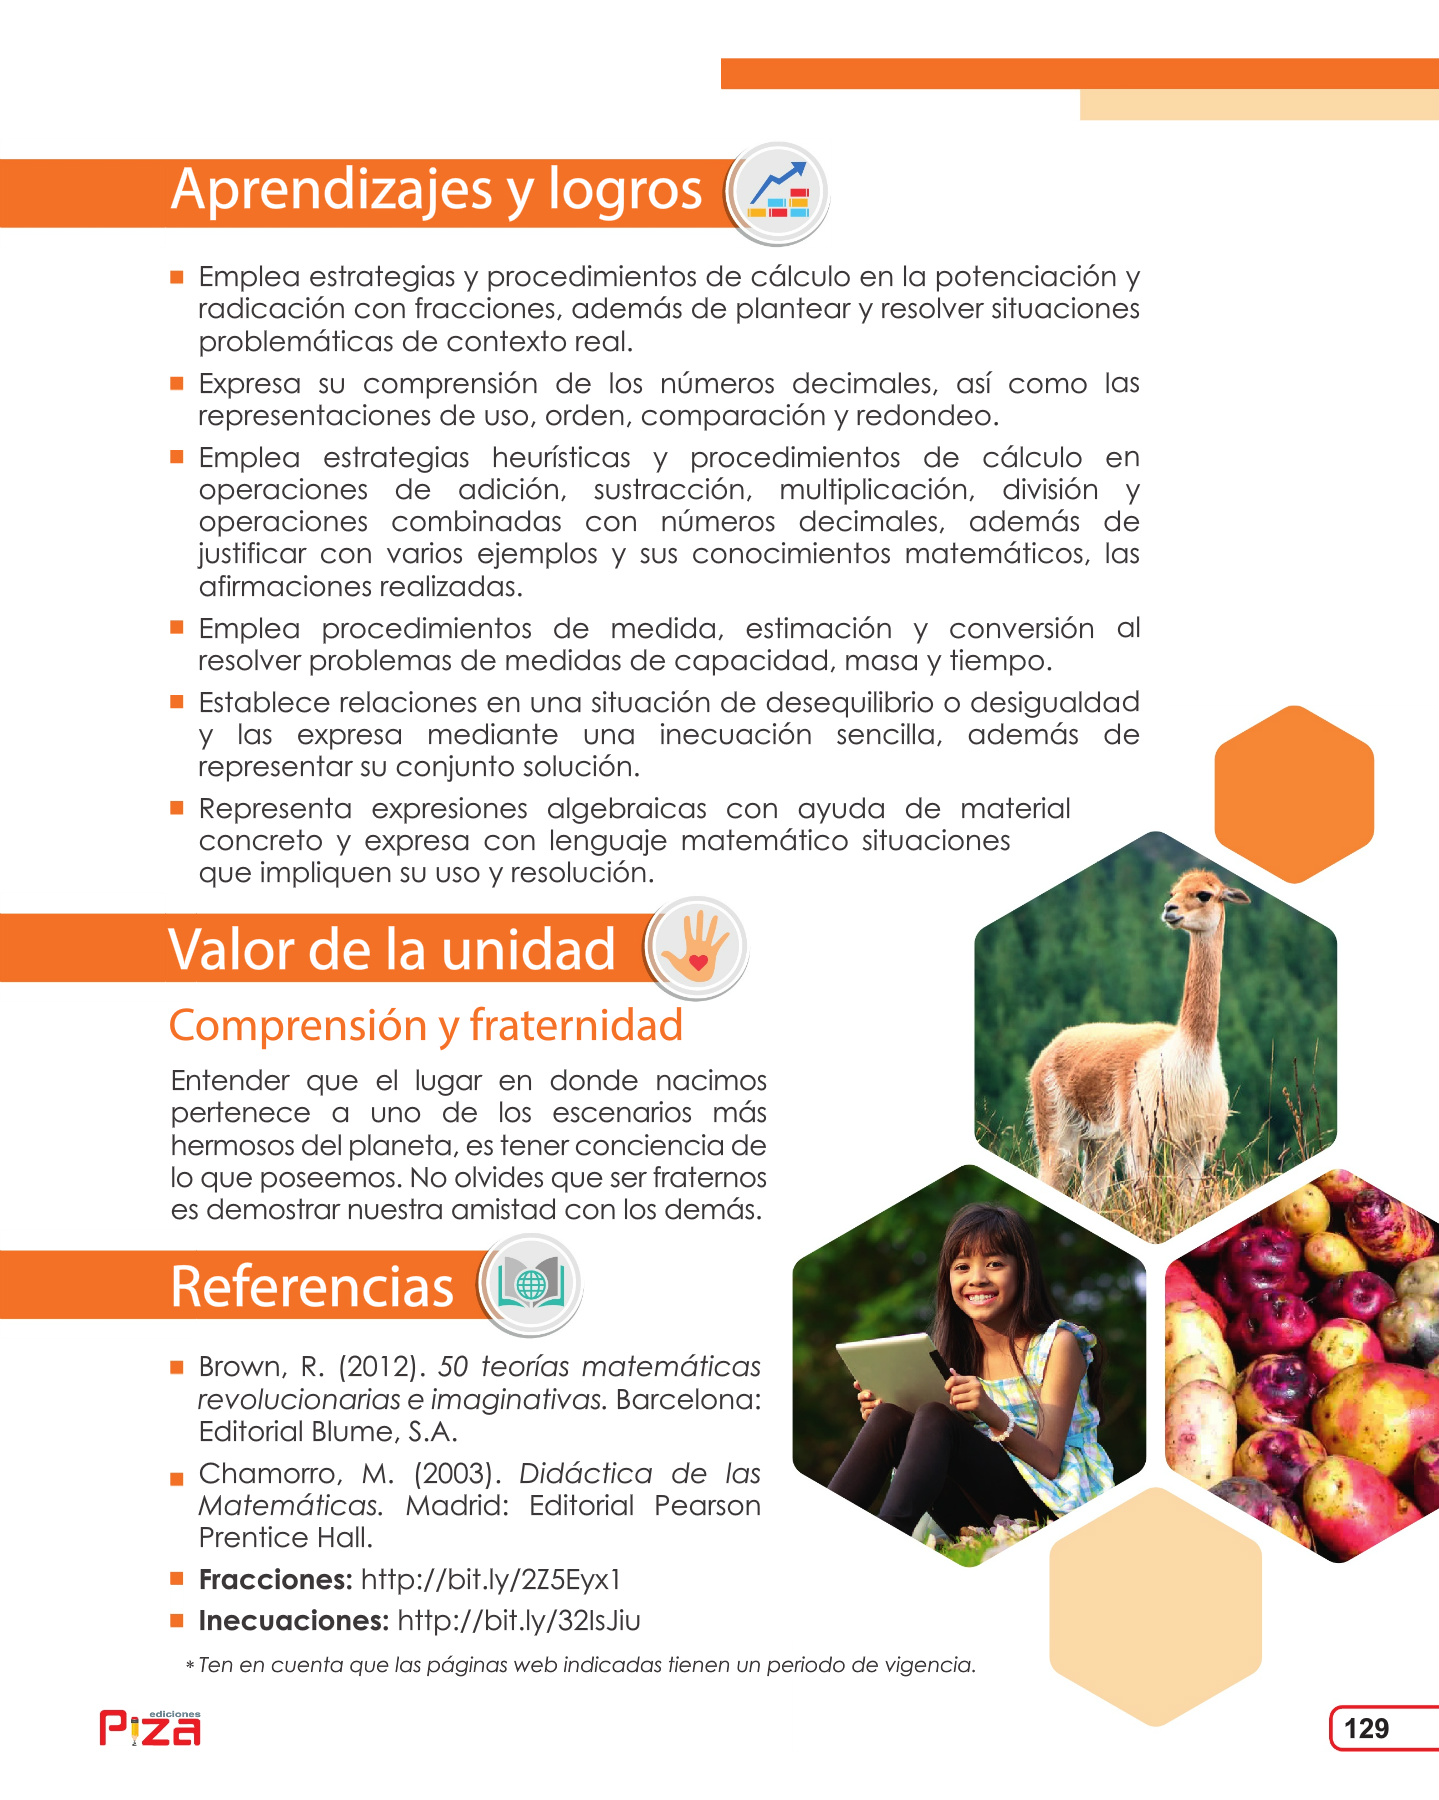 Aprendizajes y logros
Emplea estrategias y procedimientos de cálculo en la potenciación y
radicación con fracciones, además de plantear y resolver situaciones
problemáticas de contexto real.
Expresa su comprensión de los números decimales, así como las
representaciones de uso, orden, comparación y redondeo.
Emplea estrategias heurísticas y procedimientos de cálculo en
operaciones de adición, sustracción, multiplicación, división y
operaciones combinadas con números decimales, además de
justificar con varios ejemplos y sus conocimientos matemáticos, las
afirmaciones realizadas.
Emplea procedimientos de medida, estimación y conversión al
resolver problemas de medidas de capacidad, masa y tiempo.
Establece relaciones en una situación de desequilibrio o desigualdad
y las expresa mediante una inecuación sencilla, además de
representar su conjunto solución.
Representa expresiones algebraicas con ayuda de material
concreto y expresa con lenguaje matemático situaciones
que impliquen su uso y resolución.
Valor de la unidad
Comprensión y fraternidad
Entender que el lugar en donde nacimos
pertenece a uno de los escenarios más
hermosos del planeta, es tener conciencia de
lo que poseemos. No olvides que ser fraternos
es demostrar nuestra amistad con los demás.
Referencias
Brown, R. (2012). 50 teorías matemáticas
revolucionarias e imaginativas. Barcelona:
Editorial Blume, S.A.
Chamorro, M. (2003). Didáctica de las
Matemáticas. Madrid: Editorial Pearson
Prentice Hall.
Fracciones: http://bit.ly/2Z5Eyx1
Inecuaciones: http://bit.ly/32IsJiu
* Ten en cuenta que las páginas web indicadas tienen un periodo de vigencia.
ediciones
Piza
129